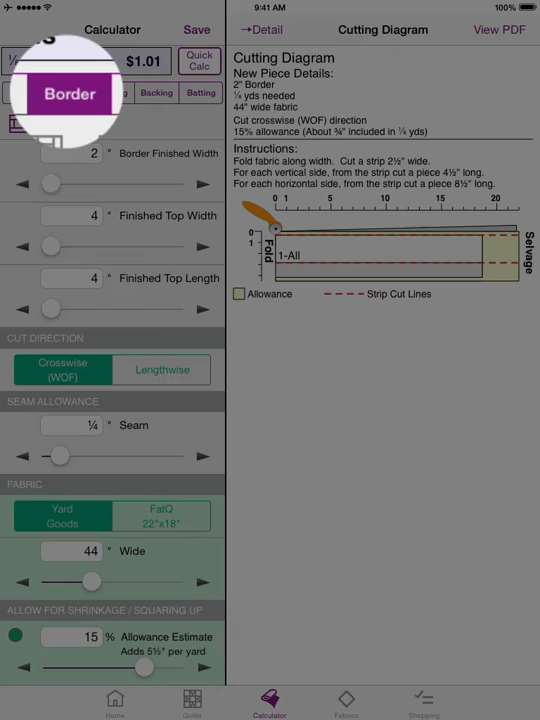 9:41 AM
100%
Calculator
Save
→Detail
Cutting Diagram
View PDF
$1.01
Quick
Calc
Border
Backing
Batting
2 " Border Finished Width
4 " Finished Top Width
4 " Finished Top Length
CUT DIRECTION
Crosswise
(WOF)
Lengthwise
SEAM ALLOWANCE
¼ " Seam
FABRIC
Yard
Goods
FatQ
22"x18"
44 " Wide
ALLOW FOR SHRINKAGE / SQUARING UP
15 % Allowance Estimate
Adds 5½" per yard
Cutting Diagram
New Piece Details:
2" Border
⅛ yds needed
44" wide fabric
Cut crosswise (WOF) direction
15% allowance (About ¾" included in ⅛ yds)
Instructions:
Fold fabric along width. Cut a strip 2½" wide.
For each vertical side, from the strip cut a piece 4½" long.
For each horizontal side, from the strip cut a piece 8½" long.
0 1 5 10 15 20
0
1
Fold
1-All
Selvage
Allowance
Strip Cut Lines
Home
Quilts
Calculator
Fabrics
Shopping